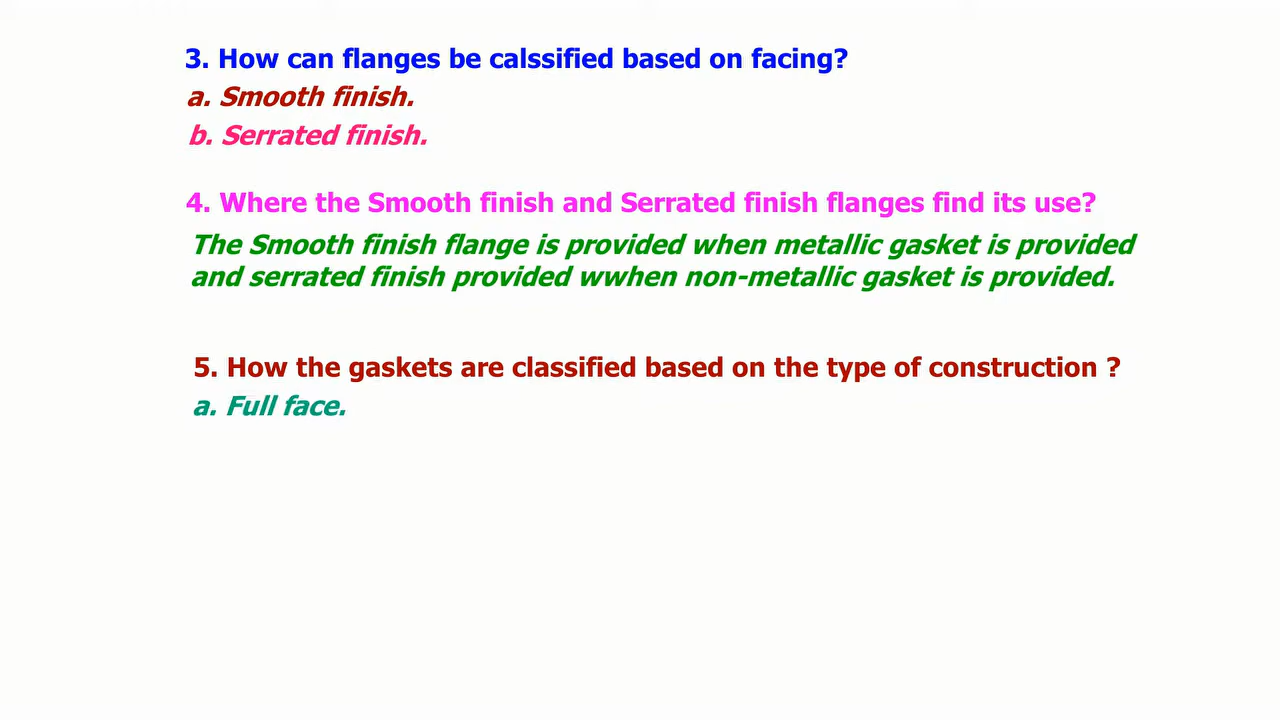 3. How can flanges be calssified based on facing?
a. Smooth finish.
b. Serrated finish.
4. Where the Smooth finish and Serrated finish flanges find its use?
The Smooth finish flange is provided when metallic gasket is provided
and serrated finish provided wwhen non-metallic gasket is provided.
5. How the gaskets are classified based on the type of construction ?
a. Full face.